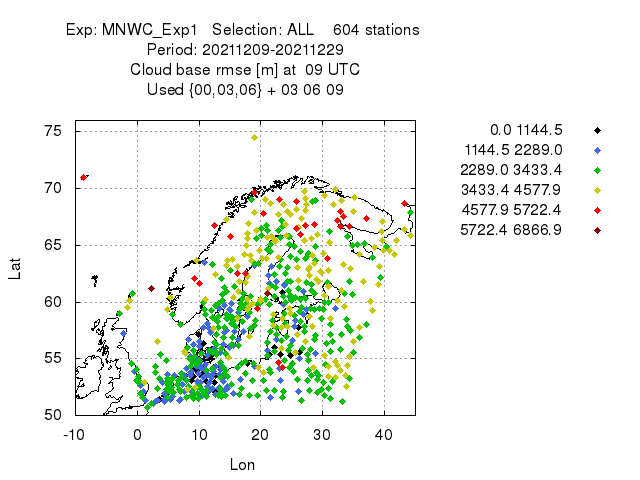 Exp: MNWC_Exp1   Selection: ALL    604 stations
Period: 20211209-20211229
Cloud base rmse [m] at  09 UTC
Used {00,03,06} + 03 06 09
0.0 1144.5
1144.5 2289.0
2289.0 3433.4
3433.4 4577.9
4577.9 5722.4
5722.4 6866.9
75
70
65
60
55
50
Lat
-10 0 10 20 30 40
Lon